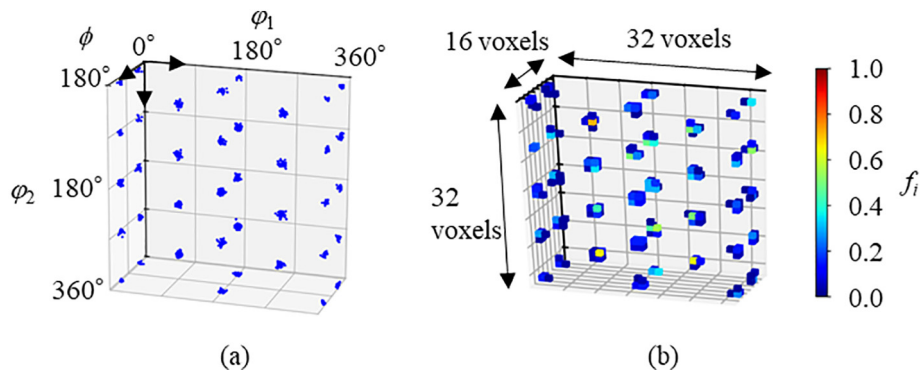 φ₁
ϕ 0° 180° 360°
180°
φ₂ 180°
360°
(a)
16 voxels 32 voxels
32 voxels
1.0
0.8
0.6
0.4
0.2
0.0
fᵢ
(b)